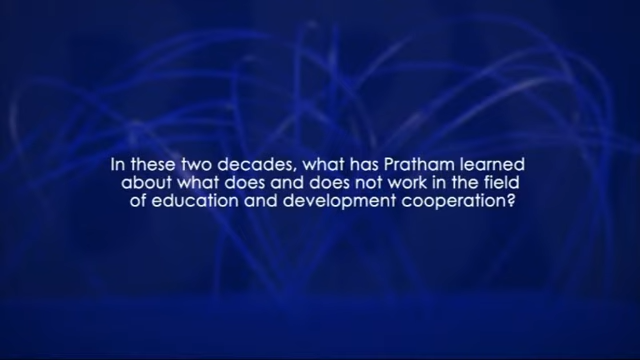 In these two decades, what has Pratham learned
about what does and does not work in the field
of education and development cooperation?